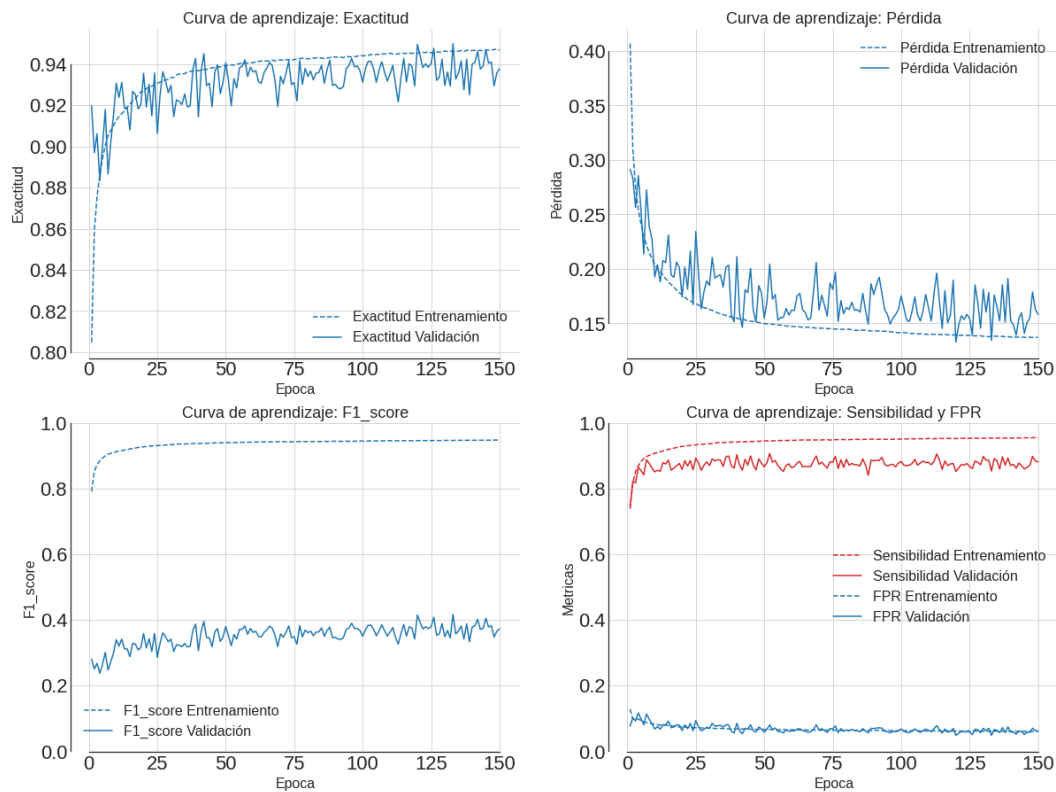 Curva de aprendizaje: Exactitud
Exactitud
0.94
0.92
0.90
0.88
0.86
0.84
0.82
0.80
Exactitud Entrenamiento
Exactitud Validación
0 25 50 75 100 125 150
Epoca
Curva de aprendizaje: Pérdida
Pérdida
0.40
0.35
0.30
0.25
0.20
0.15
Pérdida Entrenamiento
Pérdida Validación
0 25 50 75 100 125 150
Epoca
Curva de aprendizaje: F1_score
F1_score
1.0
0.8
0.6
0.4
0.2
0.0
F1_score Entrenamiento
F1_score Validación
0 25 50 75 100 125 150
Epoca
Curva de aprendizaje: Sensibilidad y FPR
Metricas
1.0
0.8
0.6
0.4
0.2
0.0
Sensibilidad Entrenamiento
Sensibilidad Validación
FPR Entrenamiento
FPR Validación
0 25 50 75 100 125 150
Epoca